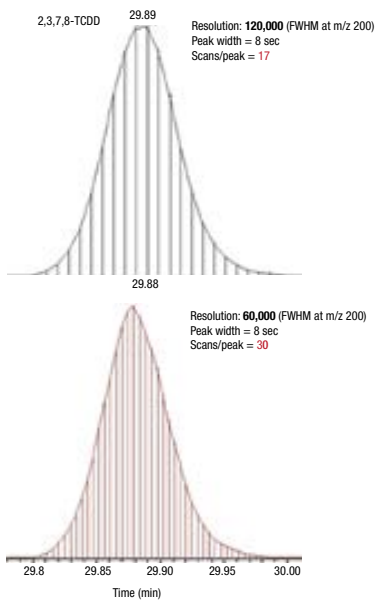 29.89
2,3,7,8-TCDD
Resolution: 120,000 (FWHM at m/z 200)
Peak width = 8 sec
Scans/peak = 17
29.88
Resolution: 60,000 (FWHM at m/z 200)
Peak width = 8 sec
Scans/peak = 30
29.8 29.85 29.90 29.95 30.00
Time (min)